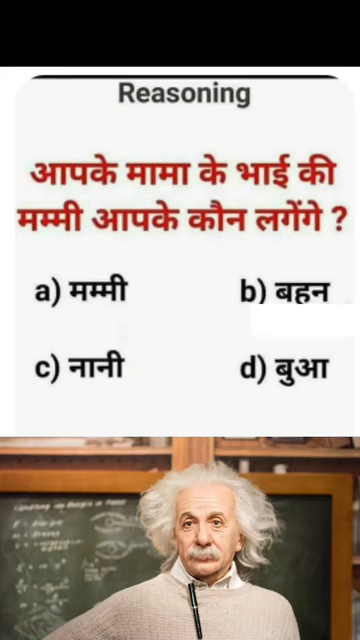 Reasoning
आपके मामा के भाई की
मम्मी आपके कौन लगेंगे ?
a) मम्मी
b) बहन
c) नानी
d) बुआ